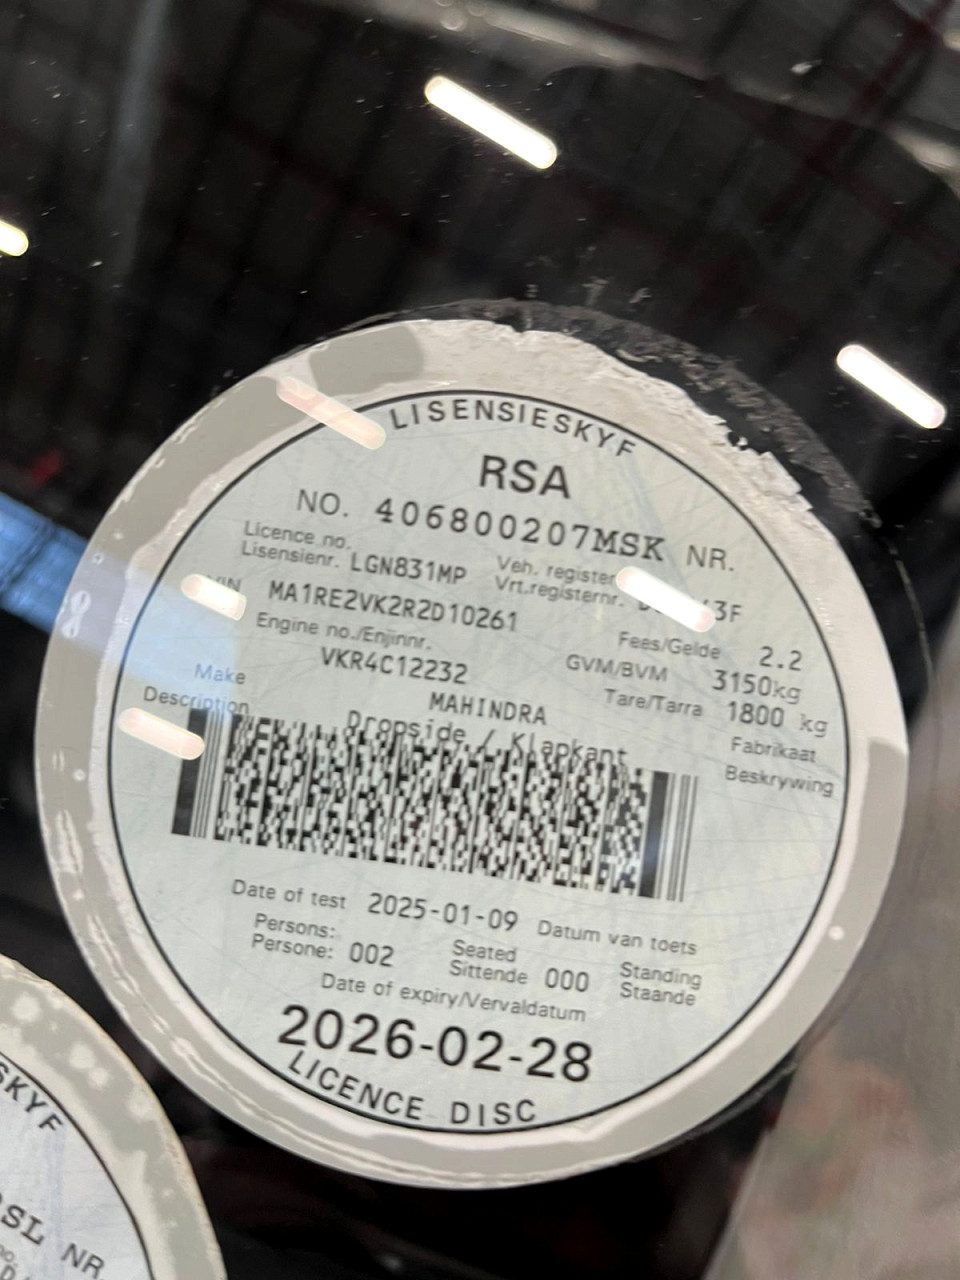 LISENSIESKYF
RSA
NO. 406800207MSK NR.
Licence no. Veh. register
Lisensienr. LGN831MP Vrt.registernr. 3F
VIN MA1RE2VK2R2D10261
Engine no./Enjinnr. Fees/Gelde 2.2
VKR4C12232 GVM/BVM 3150kg
Tare/Tarra 1800 kg
Make MAHINDRA Fabrikaat
Description Dropside / Klapkant Beskrywing
Date of test 2025-01-09 Datum van toets
Persons: Seated Standing
Persone: 002 Sittende 000 Staande
Date of expiry/Vervaldatum
2026-02-28
LICENCE DISC
SKYF
SL NR.